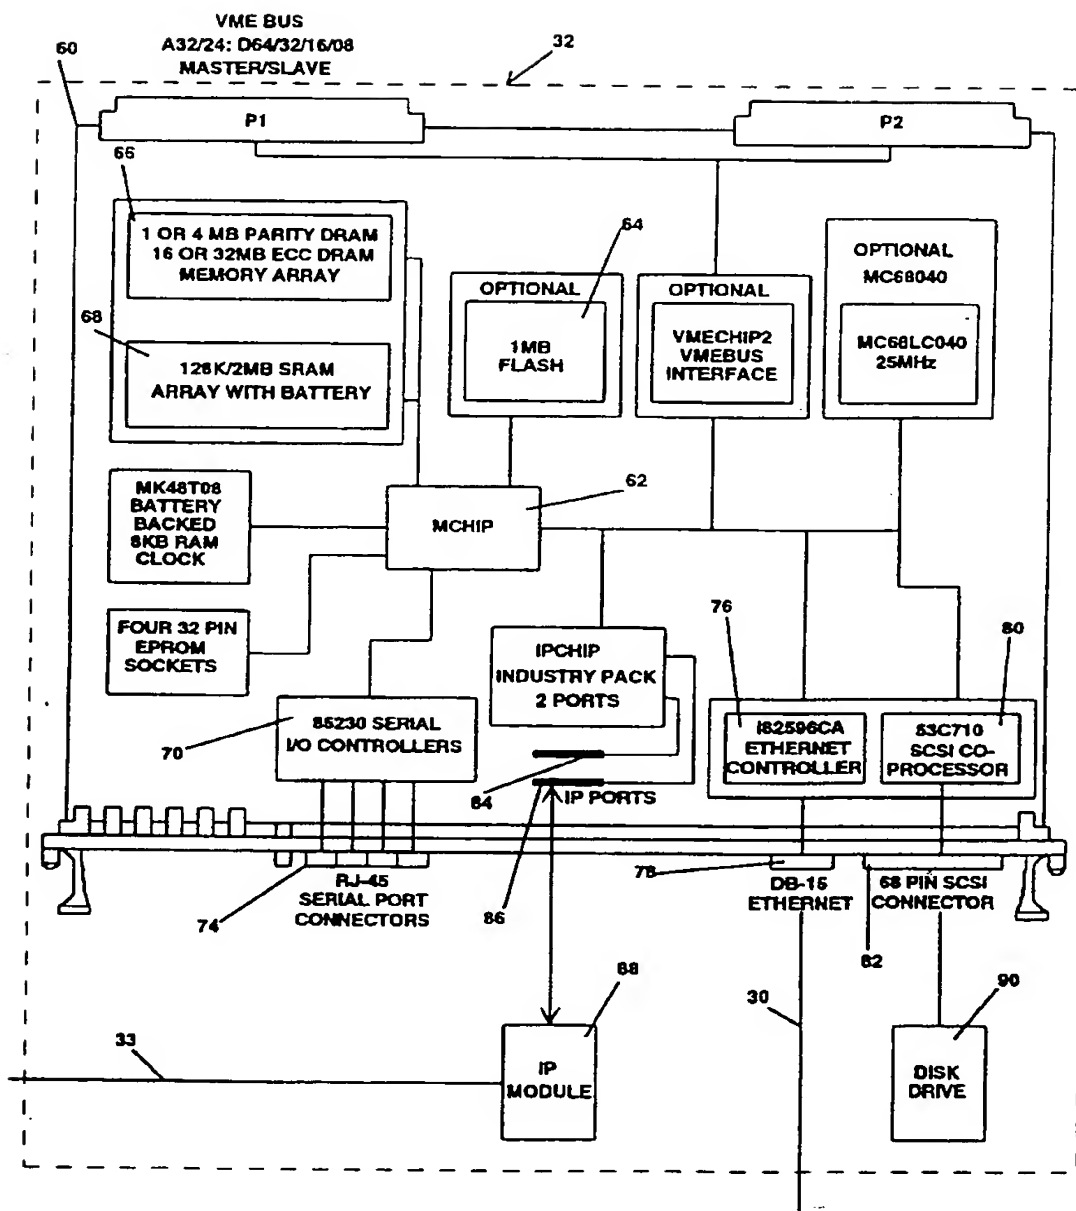 VME BUS
A32/24: D64/32/16/08
MASTER/SLAVE
60
32
P1
P2
66
1 OR 4 MB PARITY DRAM
16 OR 32MB ECC DRAM
MEMORY ARRAY
68
128K/2MB SRAM
ARRAY WITH BATTERY
64
OPTIONAL
1MB
FLASH
OPTIONAL
VMECHIP2
VMEBUS
INTERFACE
OPTIONAL
MC68040
MC68LC040
25MHz
MK48T08
BATTERY
BACKED
8KB RAM
CLOCK
MCHIP
62
FOUR 32 PIN
EPROM
SOCKETS
IPCHIP
INDUSTRY PACK
2 PORTS
76
80
70
85230 SERIAL
I/O CONTROLLERS
I82596CA
ETHERNET
CONTROLLER
53C710
SCSI CO-
PROCESSOR
84
IP PORTS
74
RJ-45
SERIAL PORT
CONNECTORS
86
78
DB-15
ETHERNET
68 PIN SCSI
CONNECTOR
82
88
30
90
33
IP
MODULE
DISK
DRIVE